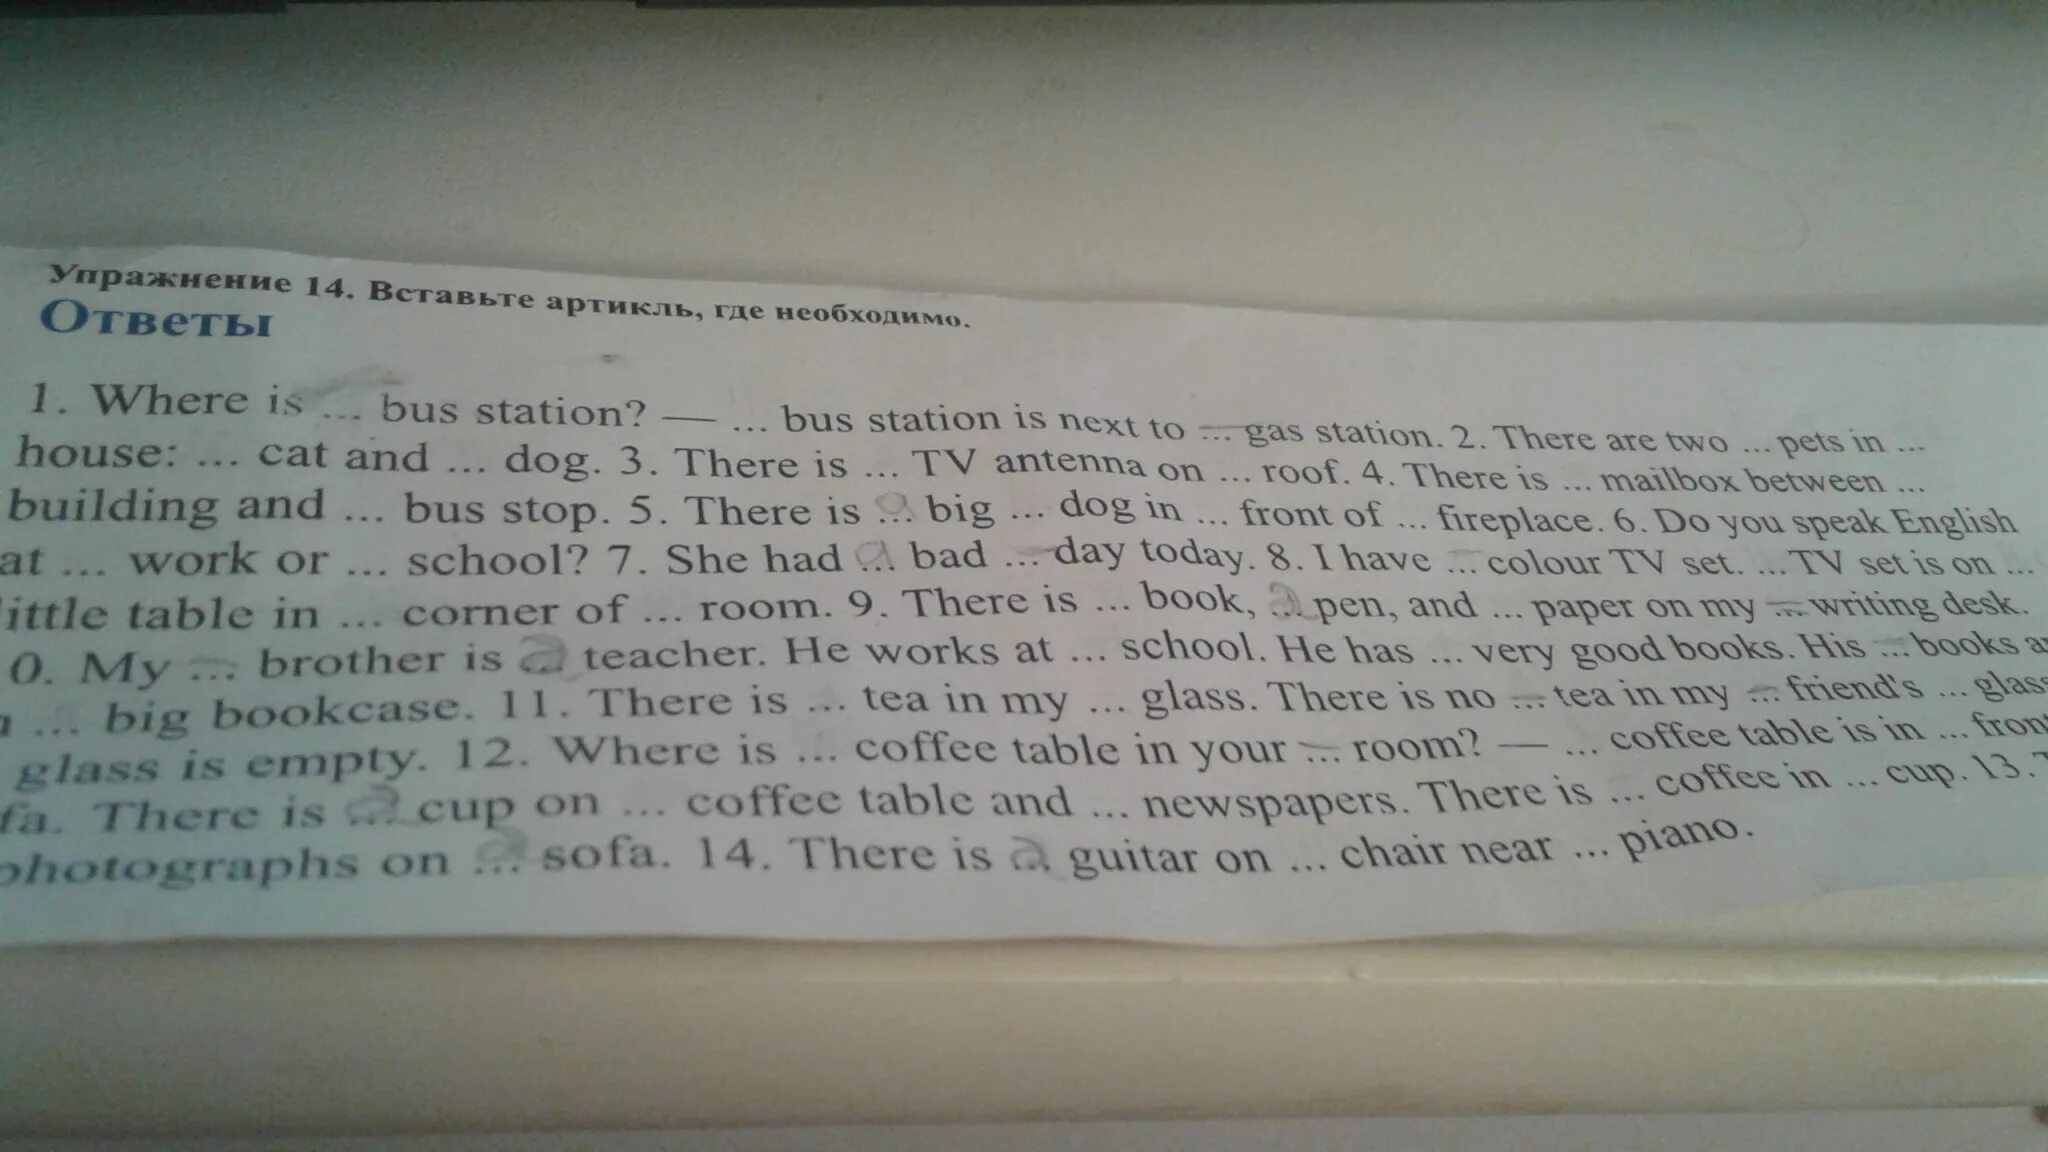 Упражнение 14. Вставьте артикль, где необходимо.
Ответы
1. Where is ... bus station? — ... bus station is next to ... gas station. 2. There are two ... pets in ...
house: ... cat and ... dog. 3. There is ... TV antenna on ... roof. 4. There is ... mailbox between ...
building and ... bus stop. 5. There is a big ... dog in ... front of ... fireplace. 6. Do you speak English
at ... work or ... school? 7. She had a bad ... day today. 8. I have ... colour TV set. ... TV set is on ...
ittle table in ... corner of ... room. 9. There is ... book, a pen, and ... paper on my ... writing desk.
0. My ... brother is a teacher. He works at ... school. He has ... very good books. His ... books a
... big bookcase. 11. There is ... tea in my ... glass. There is no ... tea in my ... friend's ... glas
glass is empty. 12. Where is ... coffee table in your ... room? — ... coffee table is in ... front
fa. There is a cup on ... coffee table and ... newspapers. There is ... coffee in ... cup. 13.
photographs on a sofa. 14. There is a guitar on ... chair near ... piano.